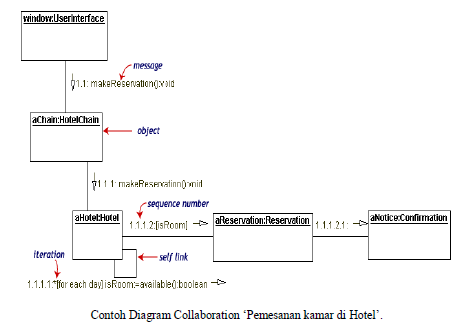 window:UserInterface
message
1.1: makeReservation():void
aChain:HotelChain
object
1.1.1: makeReservation():void
sequence number
aHotel:Hotel
1.1.1.2:[isRoom]
aReservation:Reservation
1.1.1.2.1:
aNotice:Confirmation
iteration
self link
1.1.1.1:*[for each day] isRoom:=available():boolean
Contoh Diagram Collaboration ‘Pemesanan kamar di Hotel’.